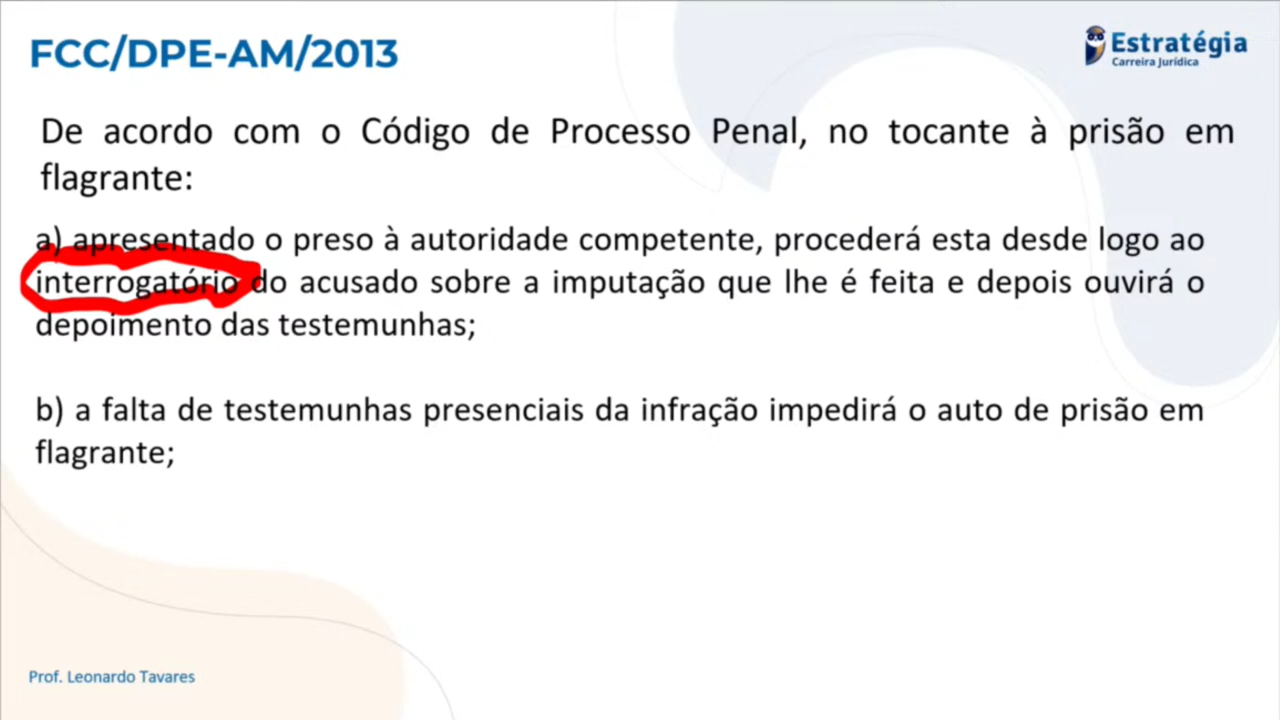 FCC/DPE-AM/2013
Estratégia
Carreira Jurídica
De acordo com o Código de Processo Penal, no tocante à prisão em
flagrante:
a) apresentado o preso à autoridade competente, procederá esta desde logo ao
interrogatório do acusado sobre a imputação que lhe é feita e depois ouvirá o
depoimento das testemunhas;
b) a falta de testemunhas presenciais da infração impedirá o auto de prisão em
flagrante;
Prof. Leonardo Tavares